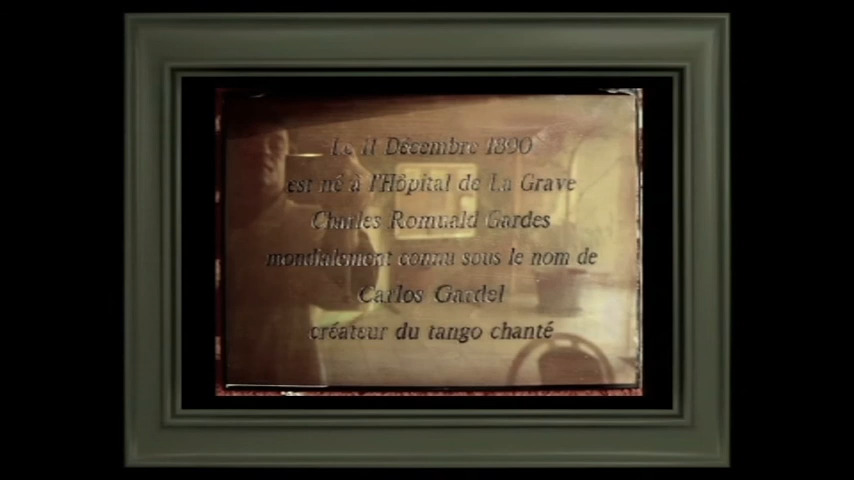 Le 11 Décembre 1890
est né à l'Hôpital de La Grave
Charles Romuald Gardes
mondialement connu sous le nom de
Carlos Gardel
créateur du tango chanté